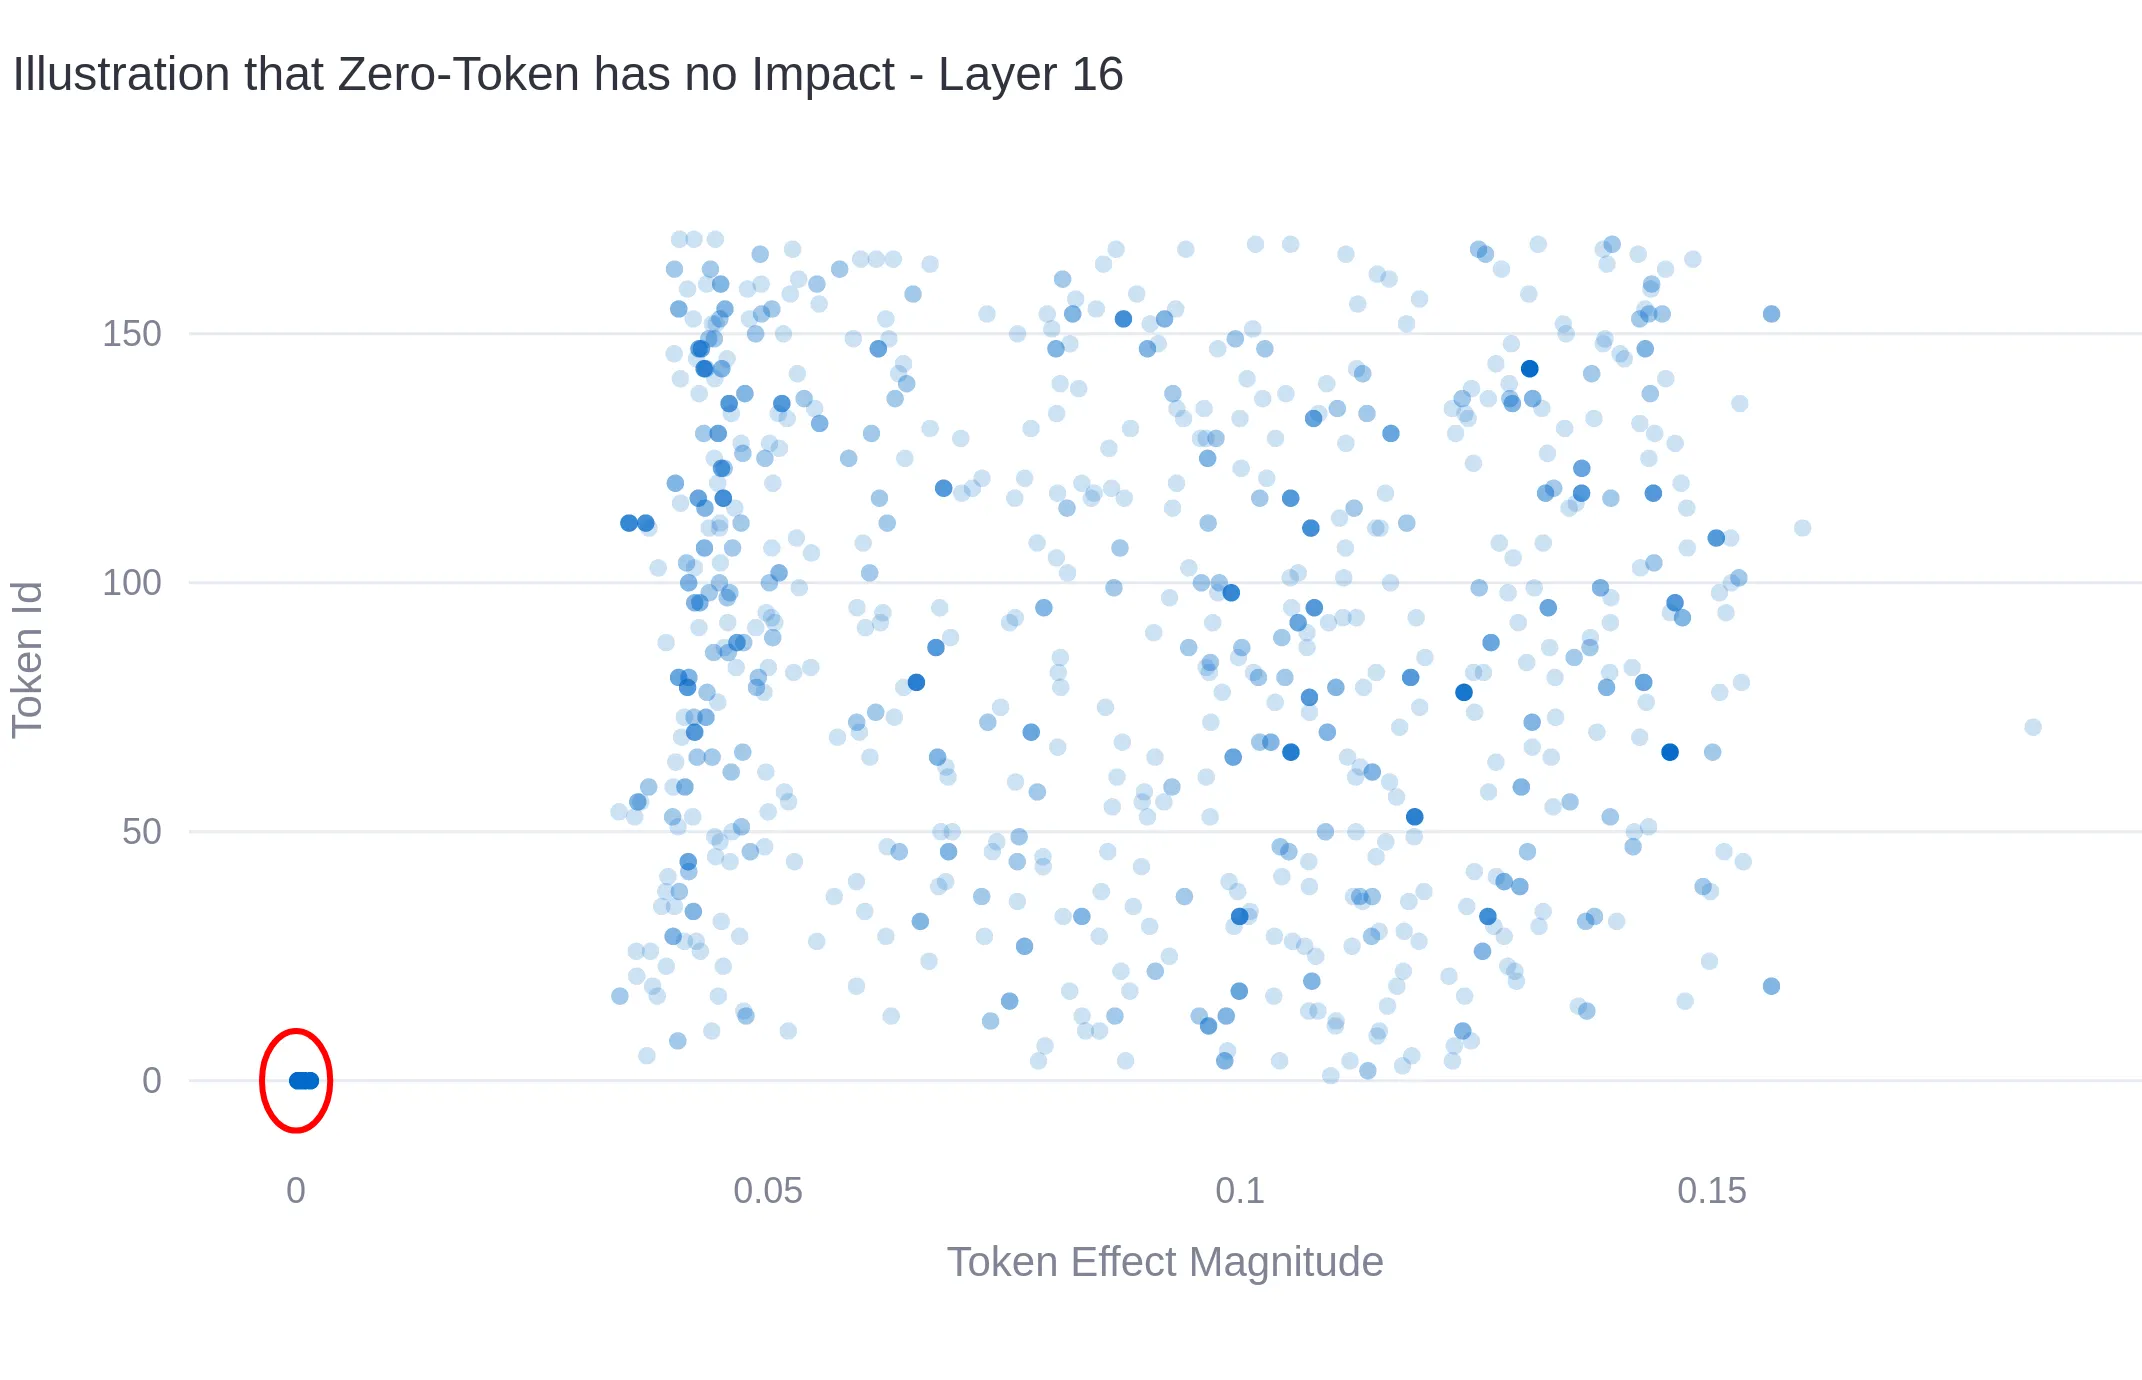 Illustration that Zero-Token has no Impact - Layer 16
Token Id
150
100
50
0
0 0.05 0.1 0.15
Token Effect Magnitude